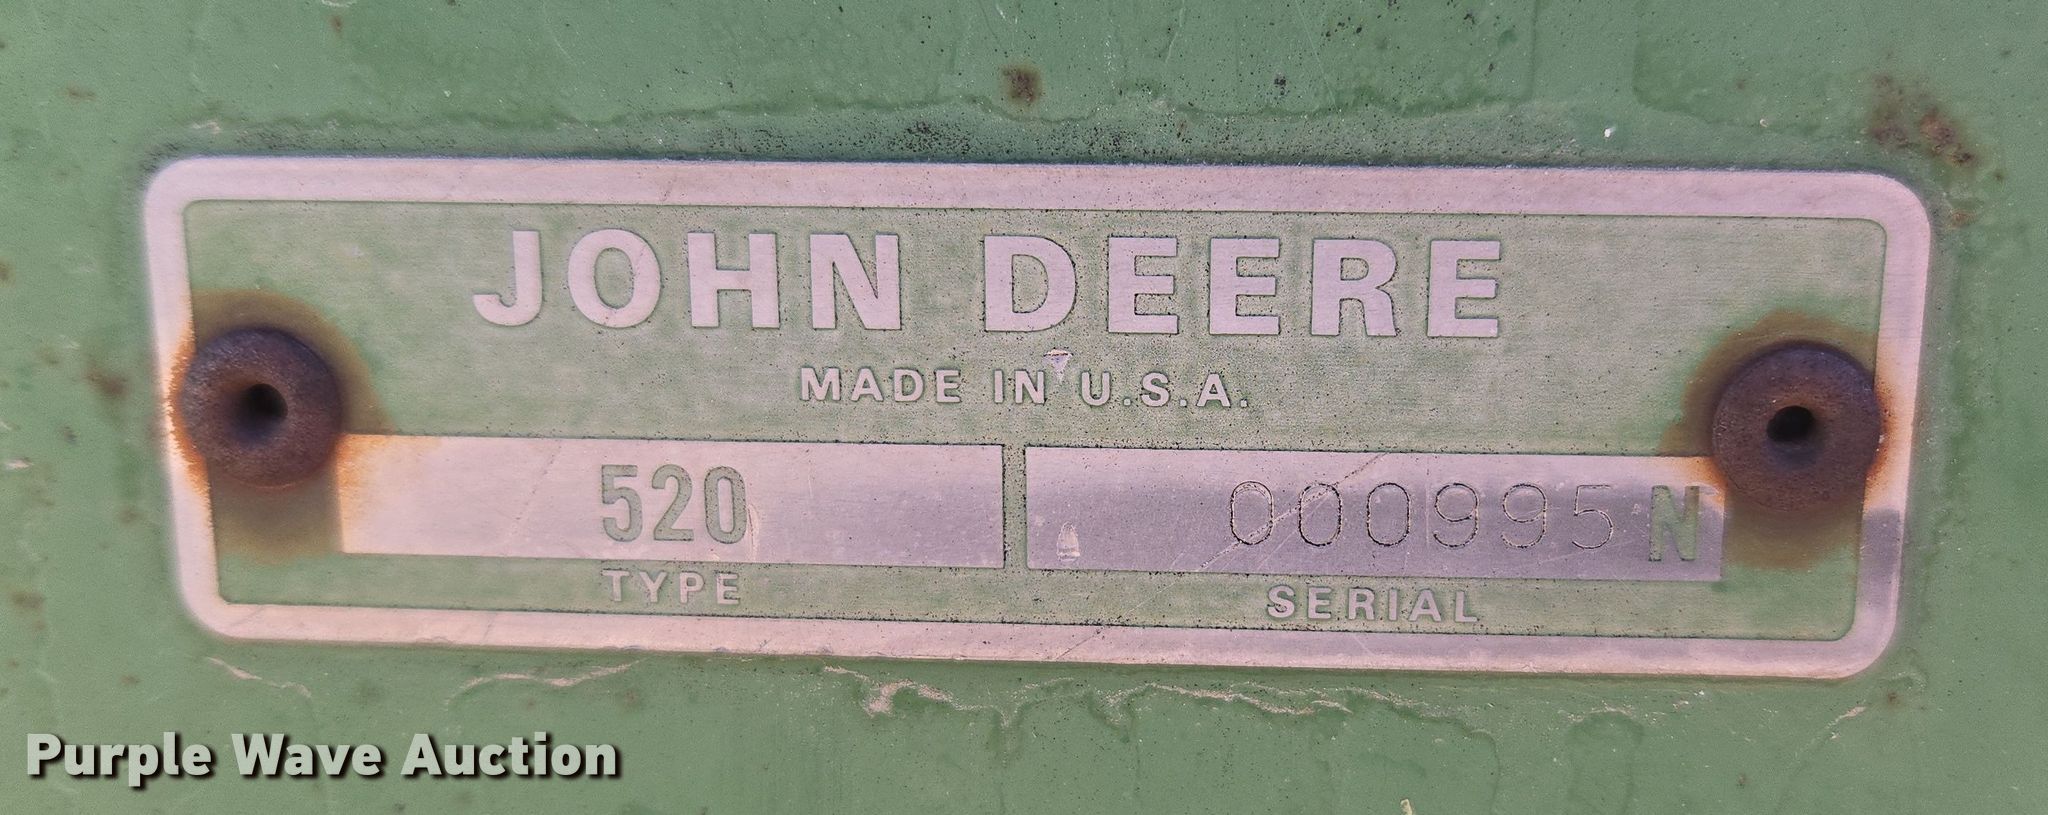 JOHN DEERE
MADE IN U.S.A.
520 000995 N
TYPE SERIAL
Purple Wave Auction